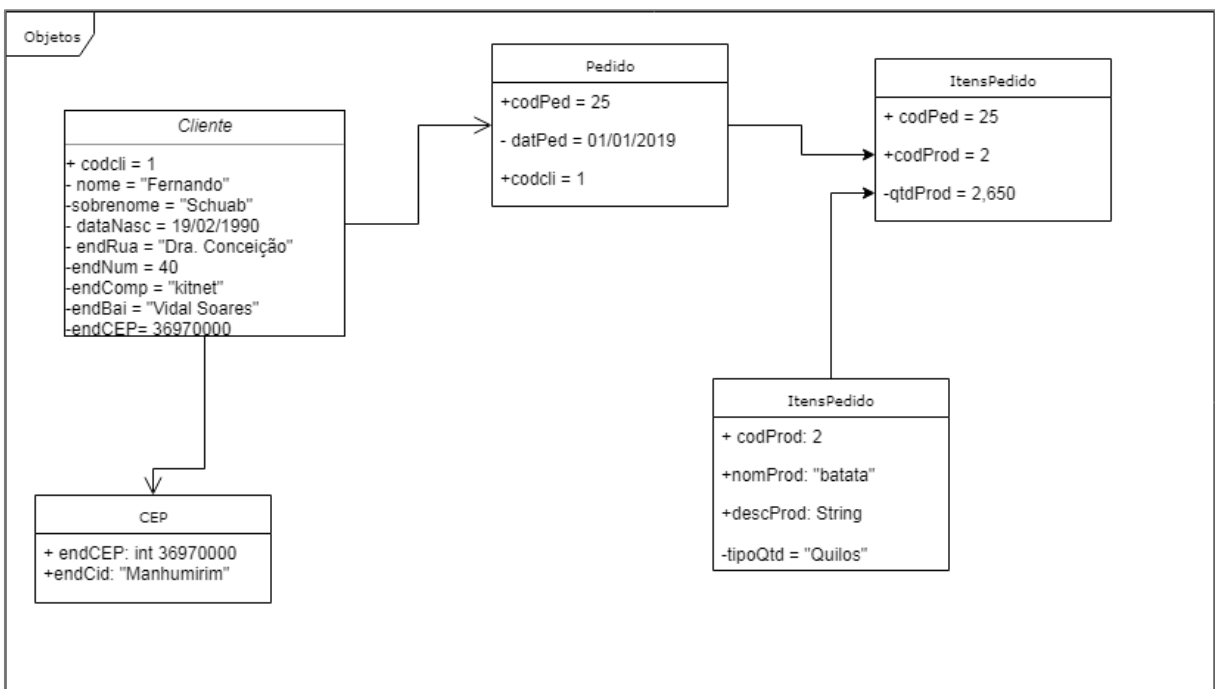 Objetos
Cliente
+ codcli = 1
- nome = "Fernando"
-sobrenome = "Schuab"
- dataNasc = 19/02/1990
- endRua = "Dra. Conceição"
-endNum = 40
-endComp = "kitnet"
-endBai = "Vidal Soares"
-endCEP= 36970000
Pedido
+codPed = 25
- datPed = 01/01/2019
+codcli = 1
ItensPedido
+ codPed = 25
+codProd = 2
-qtdProd = 2,650
CEP
+ endCEP: int 36970000
+endCid: "Manhumirim"
ItensPedido
+ codProd: 2
+nomProd: "batata"
+descProd: String
-tipoQtd = "Quilos"